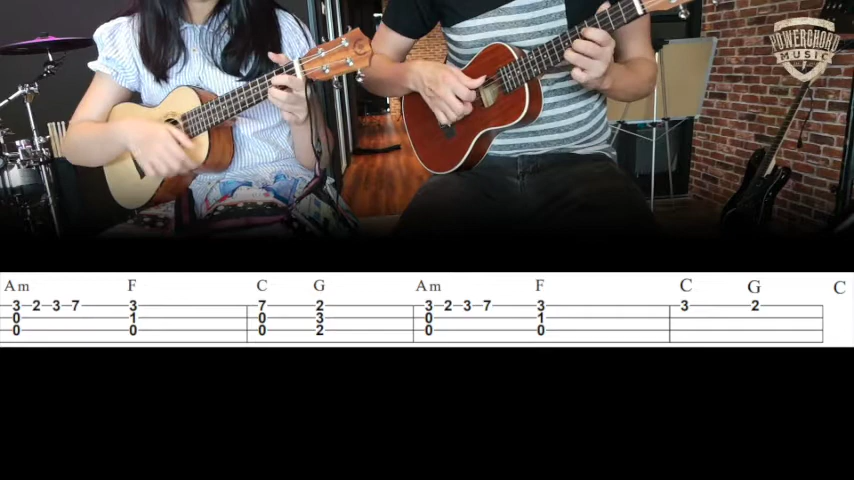 POWERCHORD
MUSIC
Am F C G Am F C G C
3 2 3 7 3 7 2 3 2 3 7 3 3 2
0 1 0 3 0 1
0 0 0 2 0 0